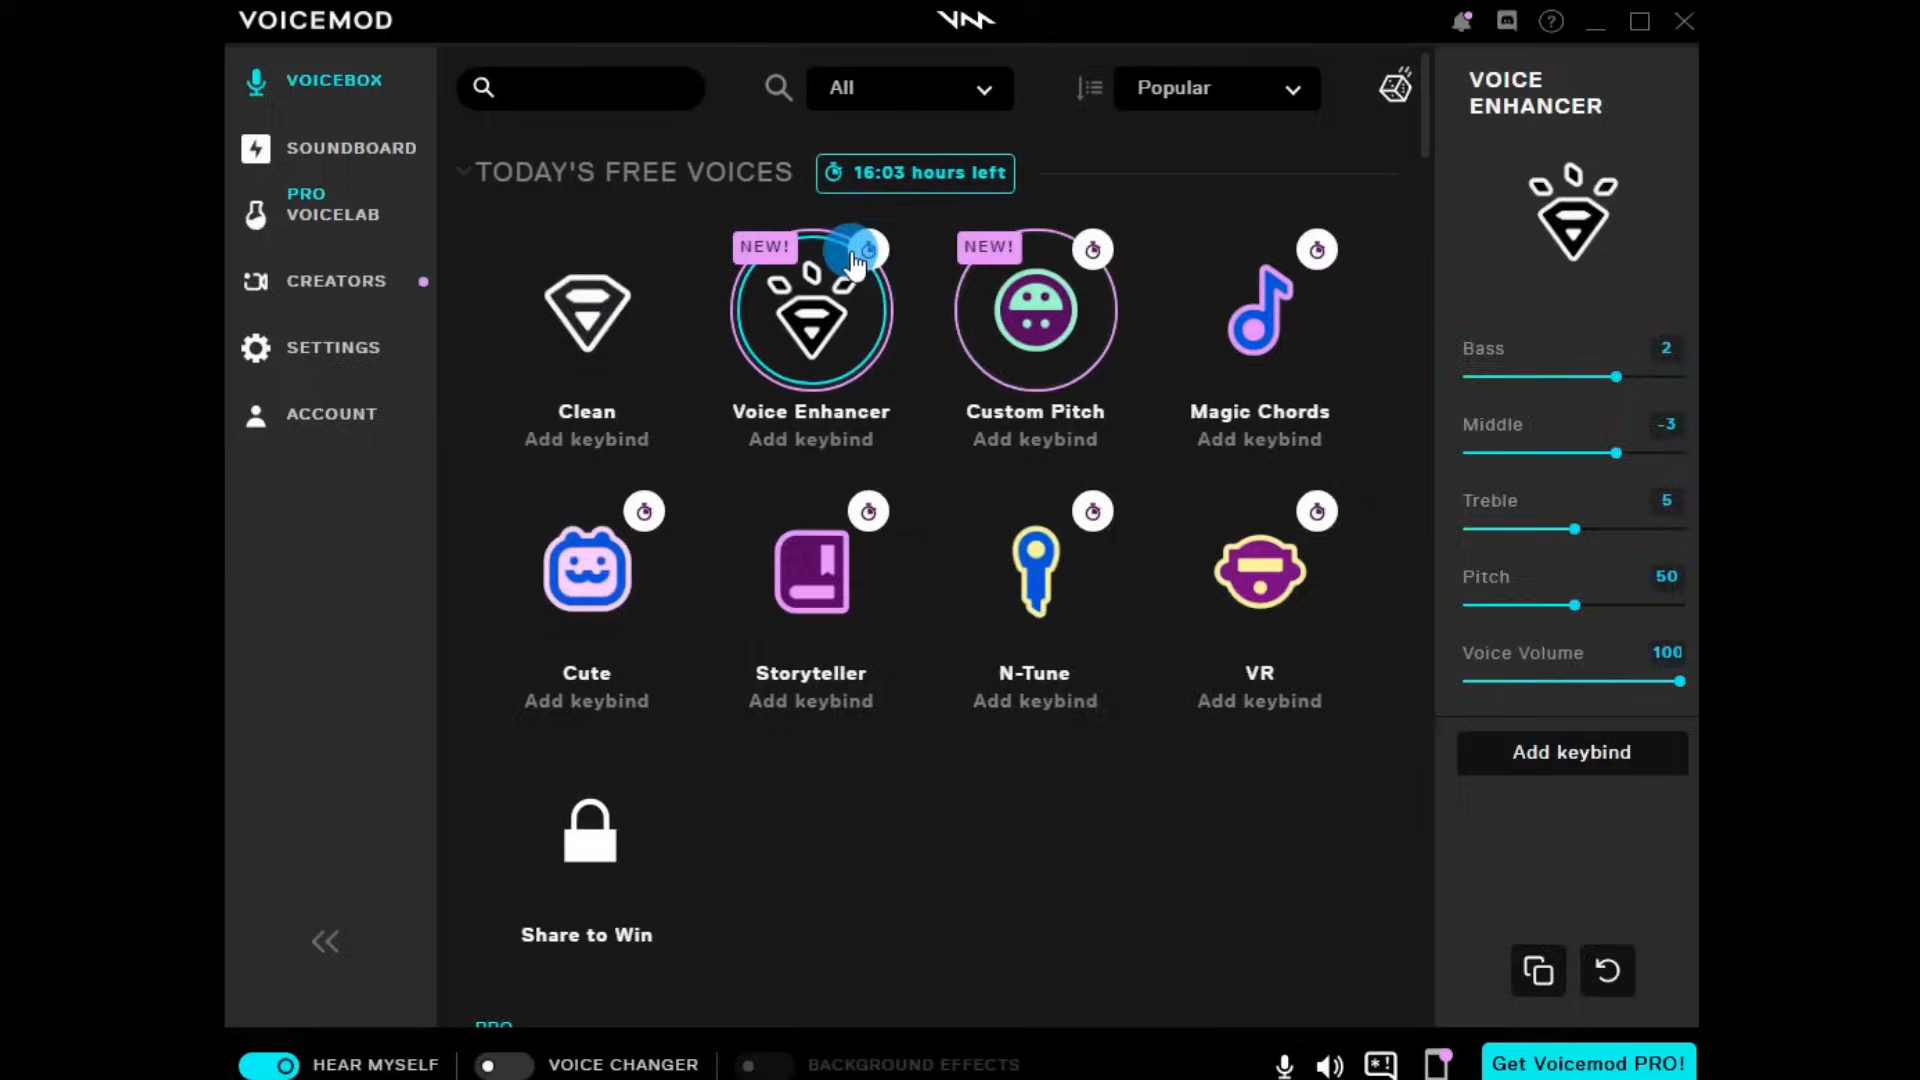 VOICEMOD
VOICEBOX
SOUNDBOARD
PRO
VOICELAB
CREATORS
SETTINGS
ACCOUNT
All
Popular
TODAY'S FREE VOICES
16:03 hours left
NEW!
NEW!
Clean
Voice Enhancer
Custom Pitch
Magic Chords
Add keybind
Add keybind
Add keybind
Add keybind
Cute
Storyteller
N-Tune
VR
Add keybind
Add keybind
Add keybind
Add keybind
Share to Win
PRO
VOICE
ENHANCER
Bass 2
Middle -3
Treble 5
Pitch 50
Voice Volume 100
Add keybind
HEAR MYSELF
VOICE CHANGER
BACKGROUND EFFECTS
Get Voicemod PRO!